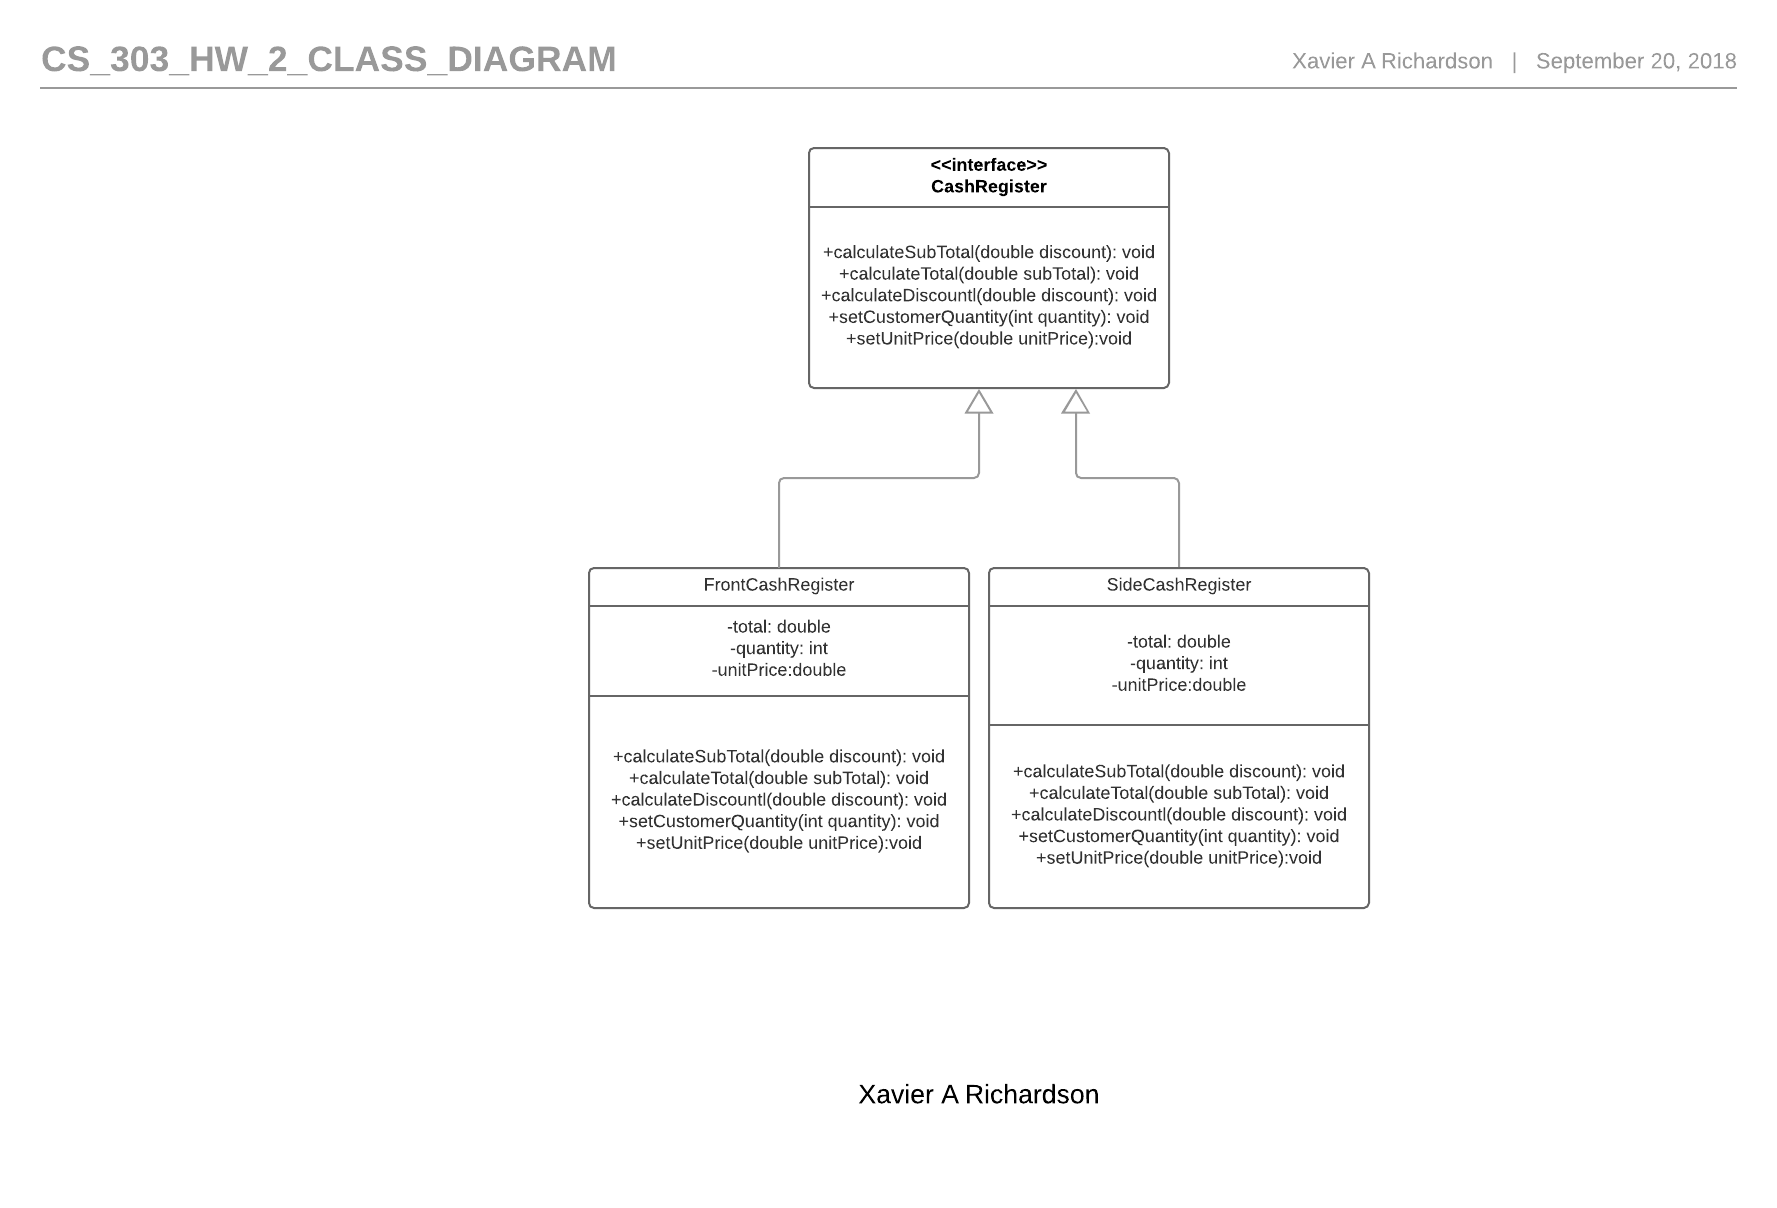 CS_303_HW_2_CLASS_DIAGRAM
Xavier A Richardson | September 20, 2018
<<interface>>
CashRegister
+calculateSubTotal(double discount): void
+calculateTotal(double subTotal): void
+calculateDiscountl(double discount): void
+setCustomerQuantity(int quantity): void
+setUnitPrice(double unitPrice):void
FrontCashRegister
-total: double
-quantity: int
-unitPrice:double
+calculateSubTotal(double discount): void
+calculateTotal(double subTotal): void
+calculateDiscountl(double discount): void
+setCustomerQuantity(int quantity): void
+setUnitPrice(double unitPrice):void
SideCashRegister
-total: double
-quantity: int
-unitPrice:double
+calculateSubTotal(double discount): void
+calculateTotal(double subTotal): void
+calculateDiscountl(double discount): void
+setCustomerQuantity(int quantity): void
+setUnitPrice(double unitPrice):void
Xavier A Richardson